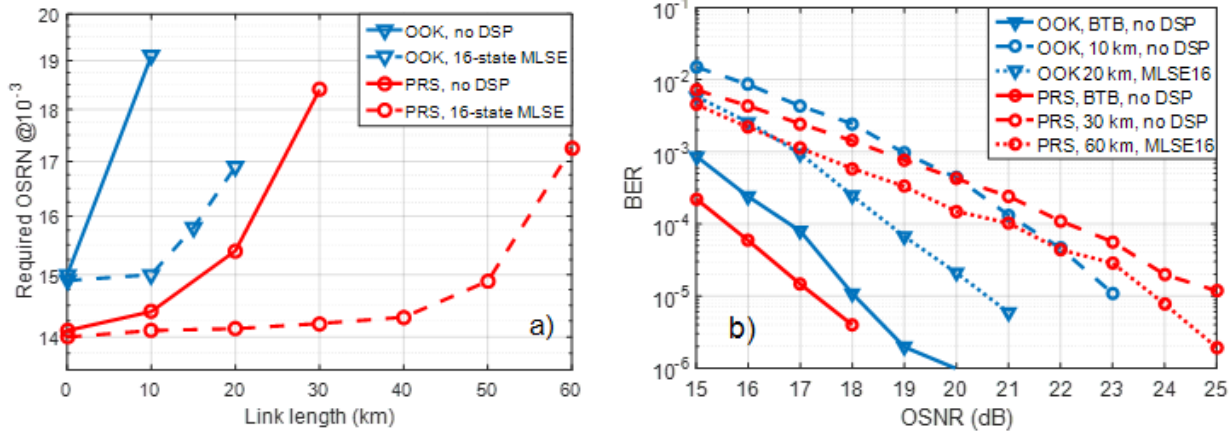 20
19
18
17
16
15
14
Required OSRN @10^-3
0 10 20 30 40 50 60
Link length (km)
OOK, no DSP
OOK, 16-state MLSE
PRS, no DSP
PRS, 16-state MLSE
a)
10^-1
10^-2
10^-3
10^-4
10^-5
10^-6
BER
15 16 17 18 19 20 21 22 23 24 25
OSNR (dB)
OOK, BTB, no DSP
OOK, 10 km, no DSP
OOK 20 km, MLSE16
PRS, BTB, no DSP
PRS, 30 km, no DSP
PRS, 60 km, MLSE16
b)